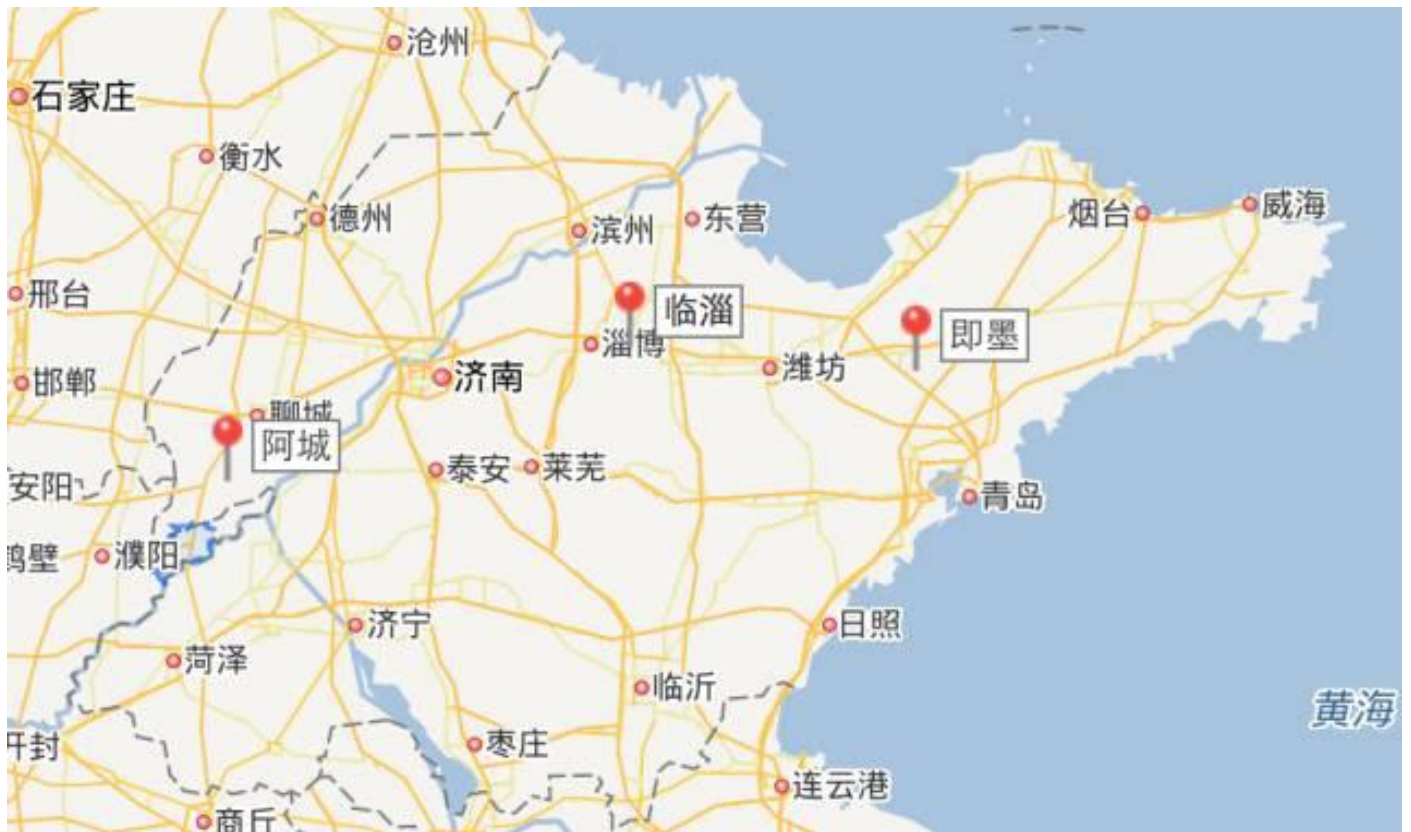 沧州
石家庄
衡水
德州
滨州
东营
烟台
威海
邢台
临淄
即墨
淄博
潍坊
济南
邯郸
聊城
阿城
泰安
莱芜
安阳
青岛
濮阳
鹤壁
济宁
日照
菏泽
临沂
黄海
开封
枣庄
连云港
商丘